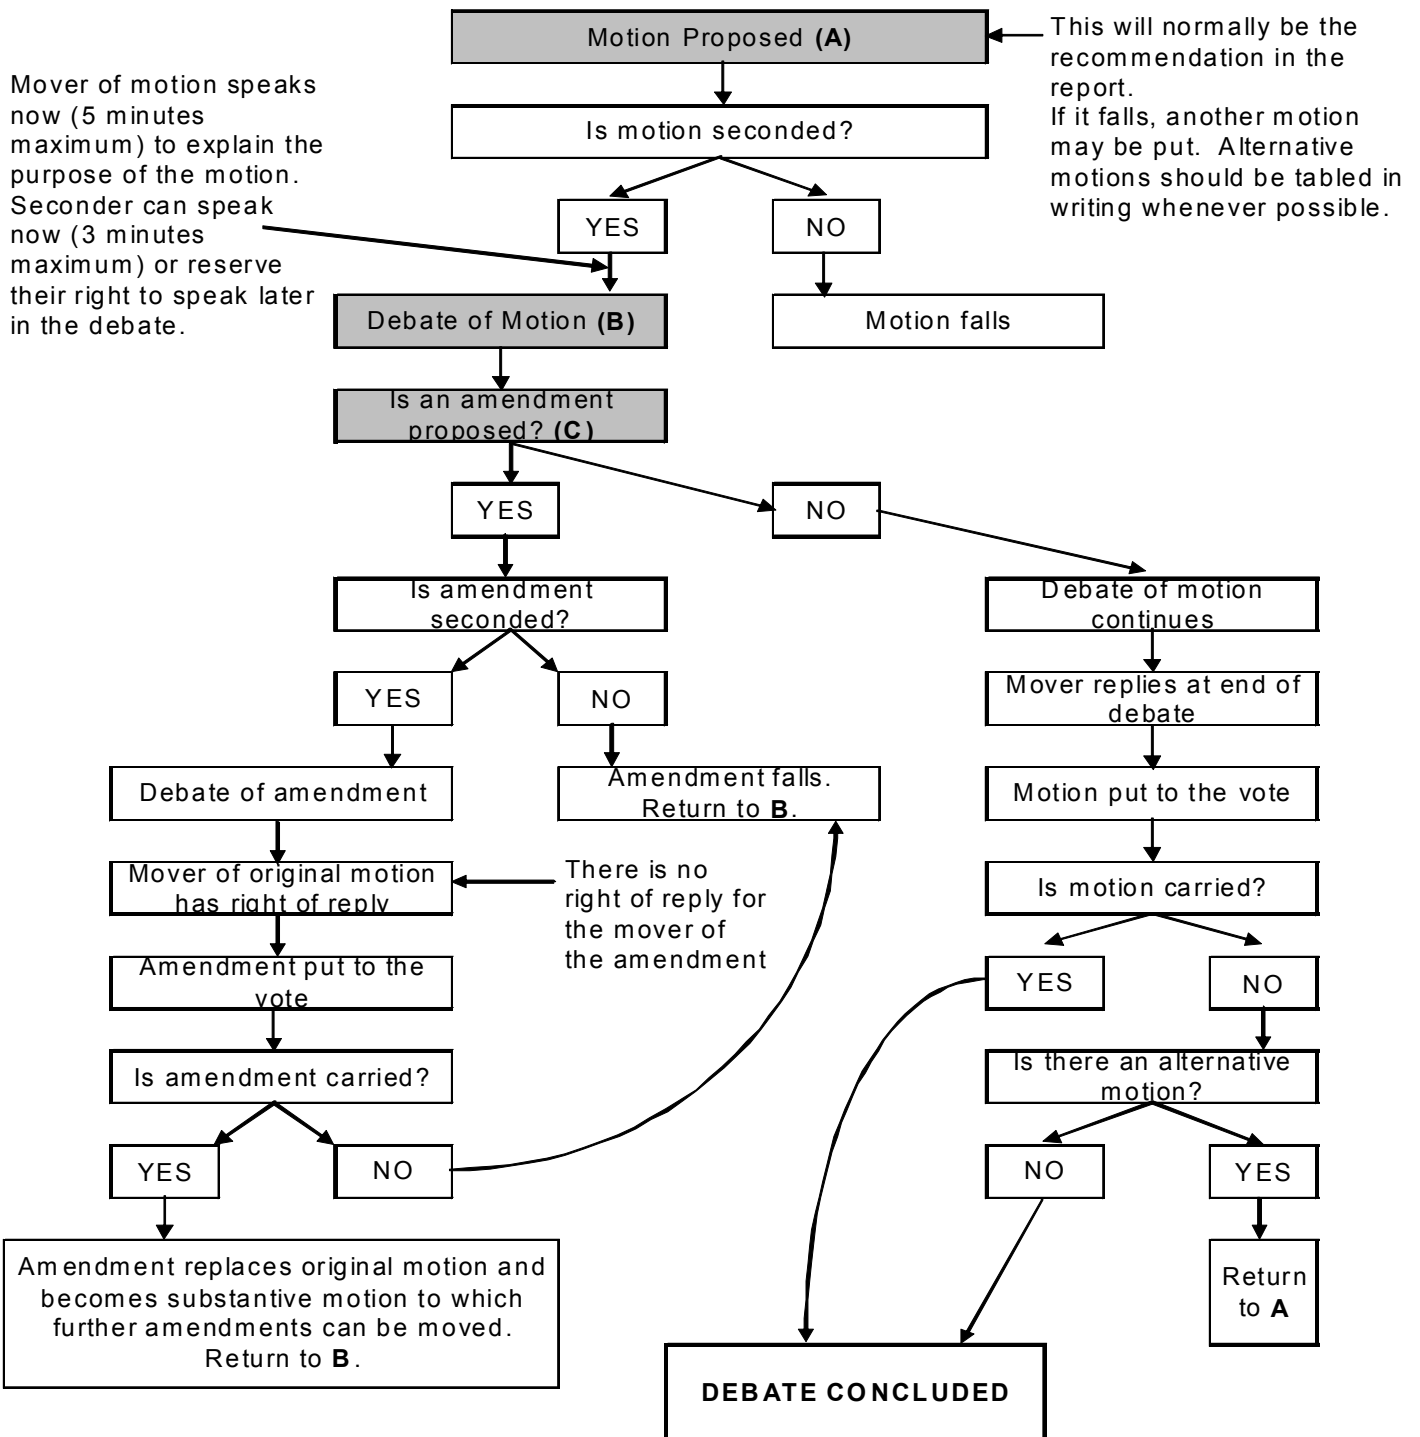 Motion Proposed (A)
This will normally be the
recommendation in the
report.
If it falls, another motion
may be put. Alternative
motions should be tabled in
writing whenever possible.
Mover of motion speaks
now (5 minutes
maximum) to explain the
purpose of the motion.
Seconder can speak
now (3 minutes
maximum) or reserve
their right to speak later
in the debate.
Is motion seconded?
YES
NO
Debate of Motion (B)
Motion falls
Is an amendment
proposed? (C)
YES
NO
Is amendment
seconded?
Debate of motion
continues
YES
NO
Mover replies at end of
debate
Debate of amendment
Amendment falls.
Return to B.
Motion put to the vote
Mover of original motion
has right of reply
There is no
right of reply for
the mover of
the amendment
Is motion carried?
Amendment put to the
vote
YES
NO
Is amendment carried?
Is there an alternative
motion?
YES
NO
NO
YES
Amendment replaces original motion and
becomes substantive motion to which
further amendments can be moved.
Return to B.
Return
to A
DEBATE CONCLUDED